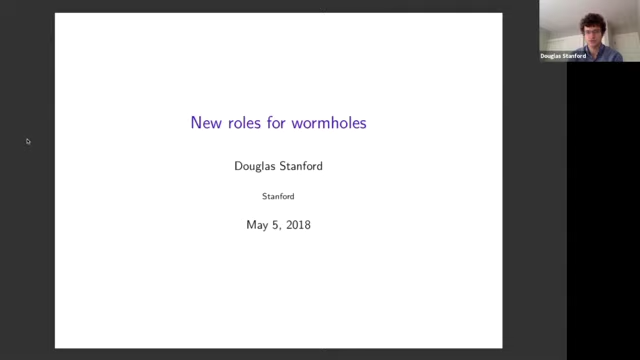 New roles for wormholes
Douglas Stanford
Stanford
May 5, 2018
Douglas Stanford